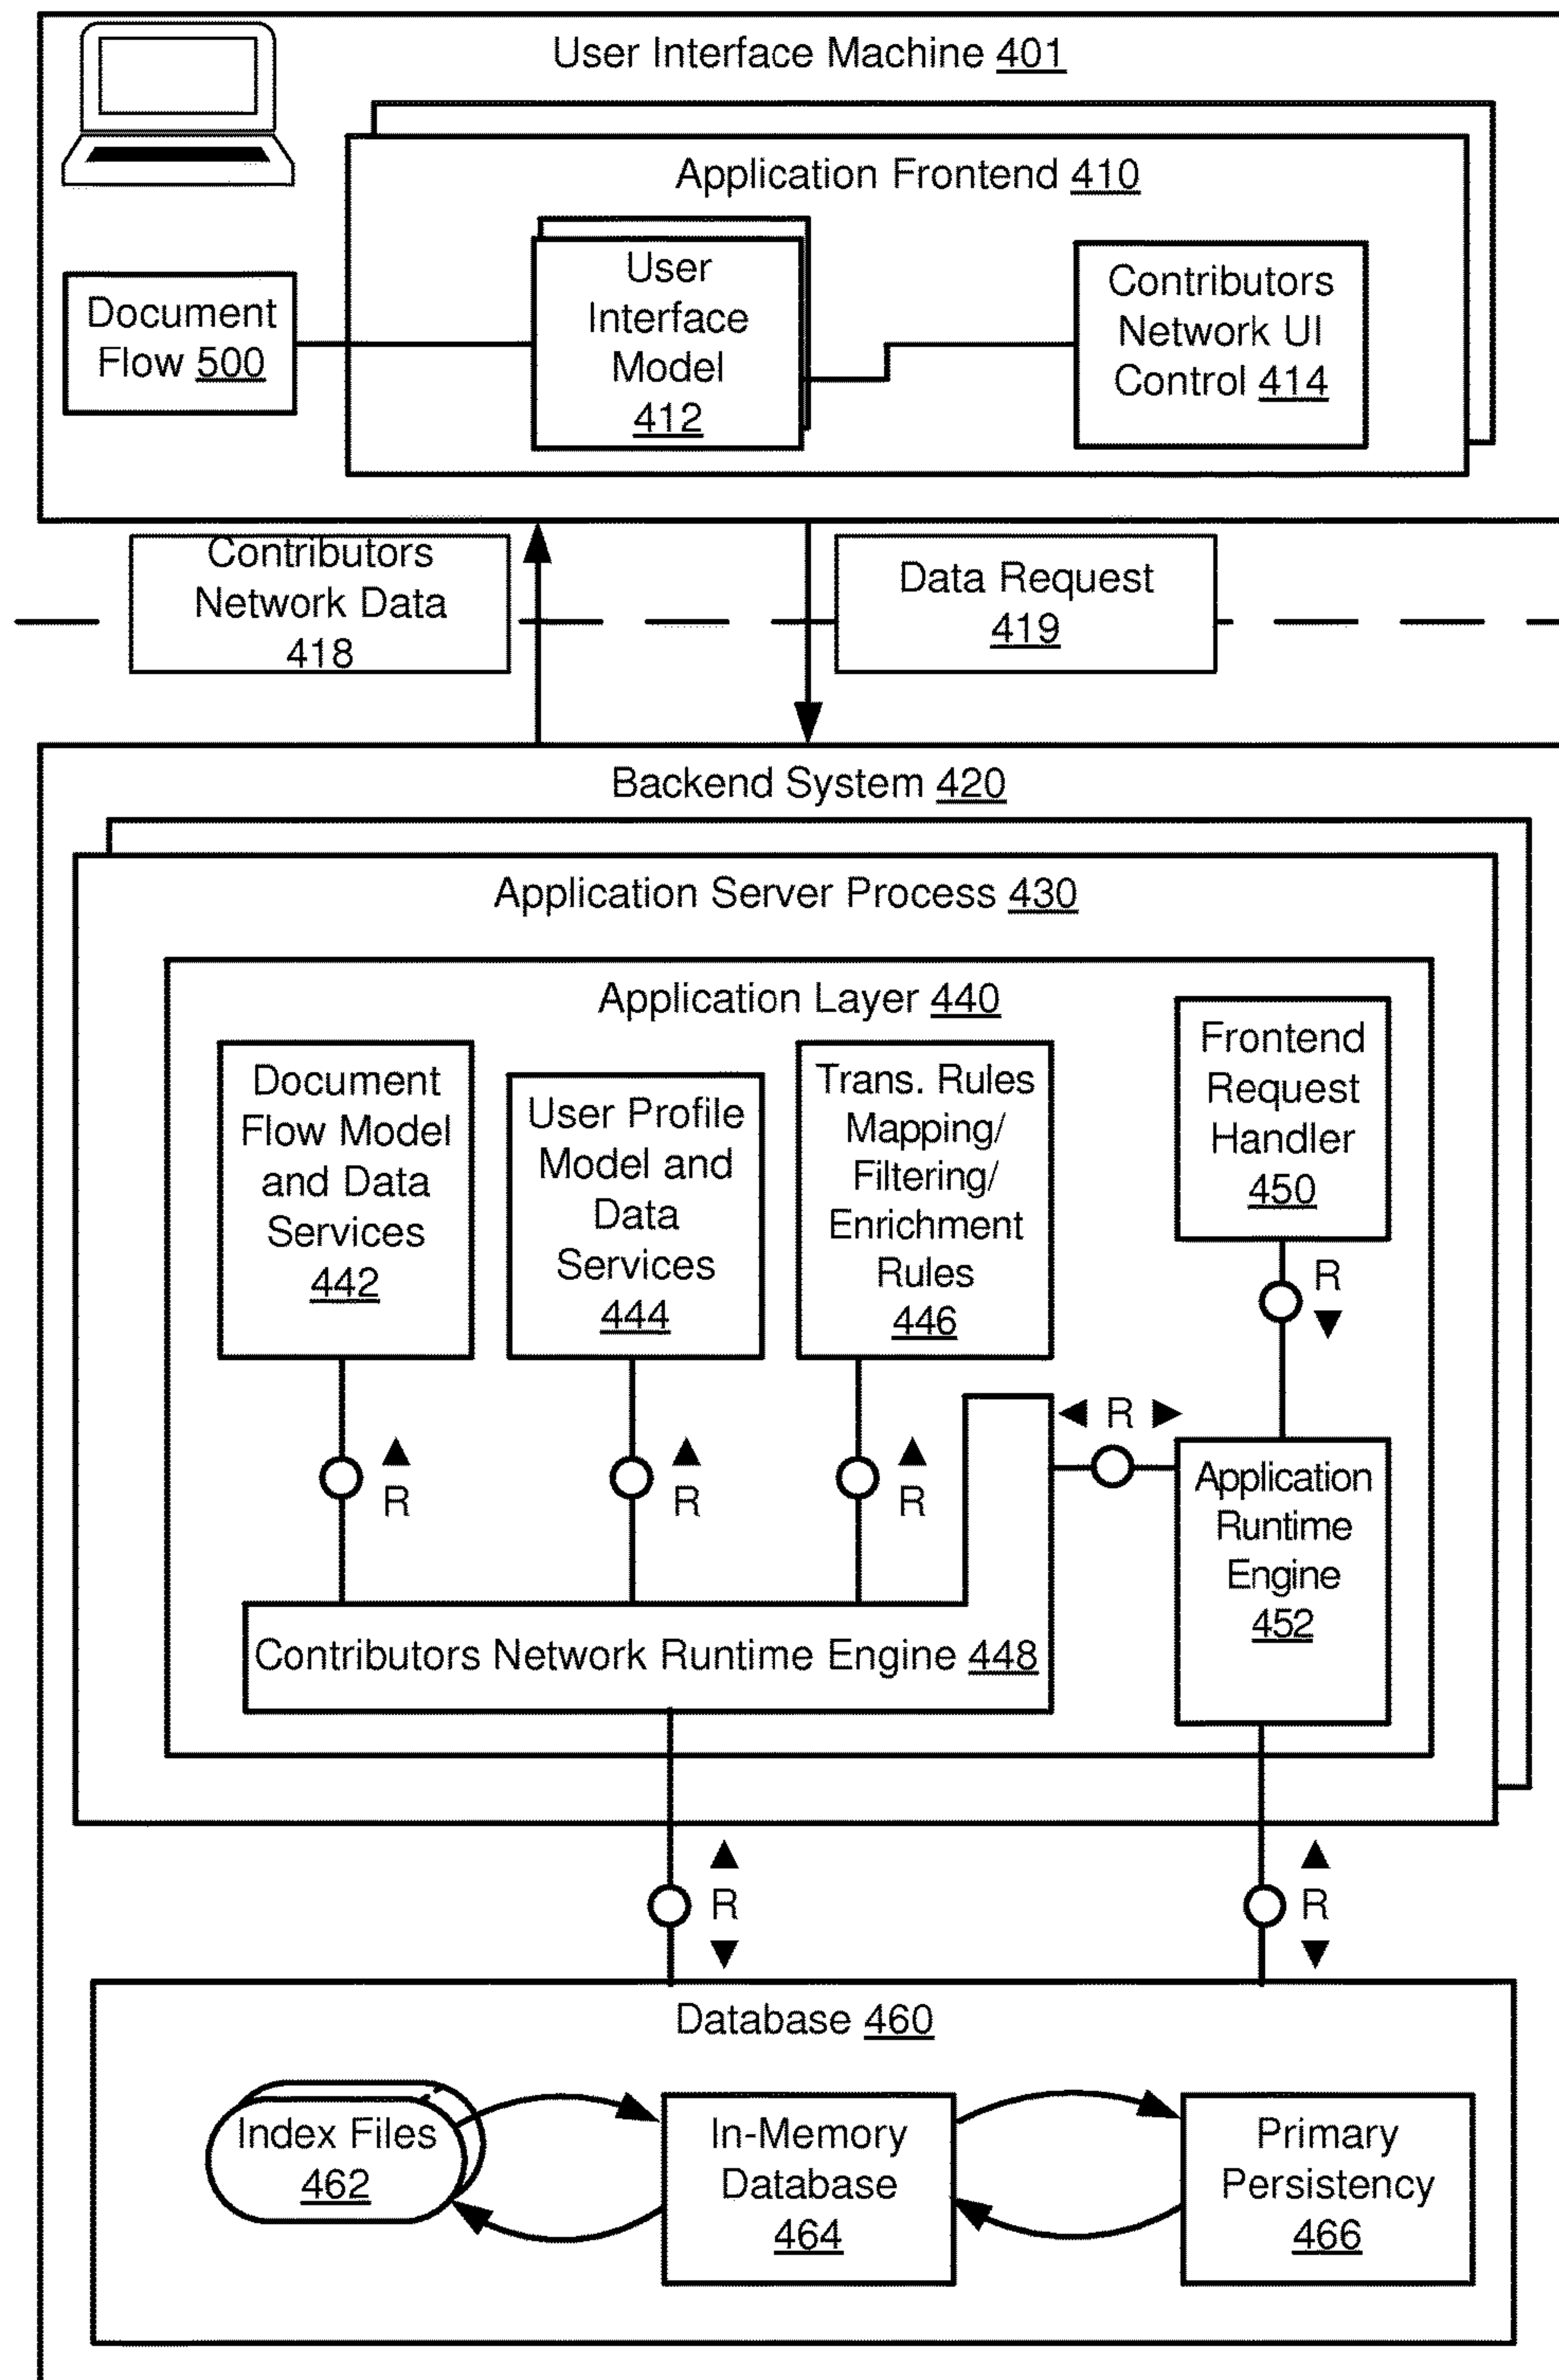 User Interface Machine 401
Application Frontend 410
Document
Flow 500
User
Interface
Model
412
Contributors
Network UI
Control 414
Contributors
Network Data
418
Data Request
419
Backend System 420
Application Server Process 430
Application Layer 440
Document
Flow Model
and Data
Services
442
User Profile
Model and
Data
Services
444
Trans. Rules
Mapping/
Filtering/
Enrichment
Rules
446
Frontend
Request
Handler
450
R
R
R
R
R
Application
Runtime
Engine
452
Contributors Network Runtime Engine 448
R
R
Database 460
Index Files
462
In-Memory
Database
464
Primary
Persistency
466